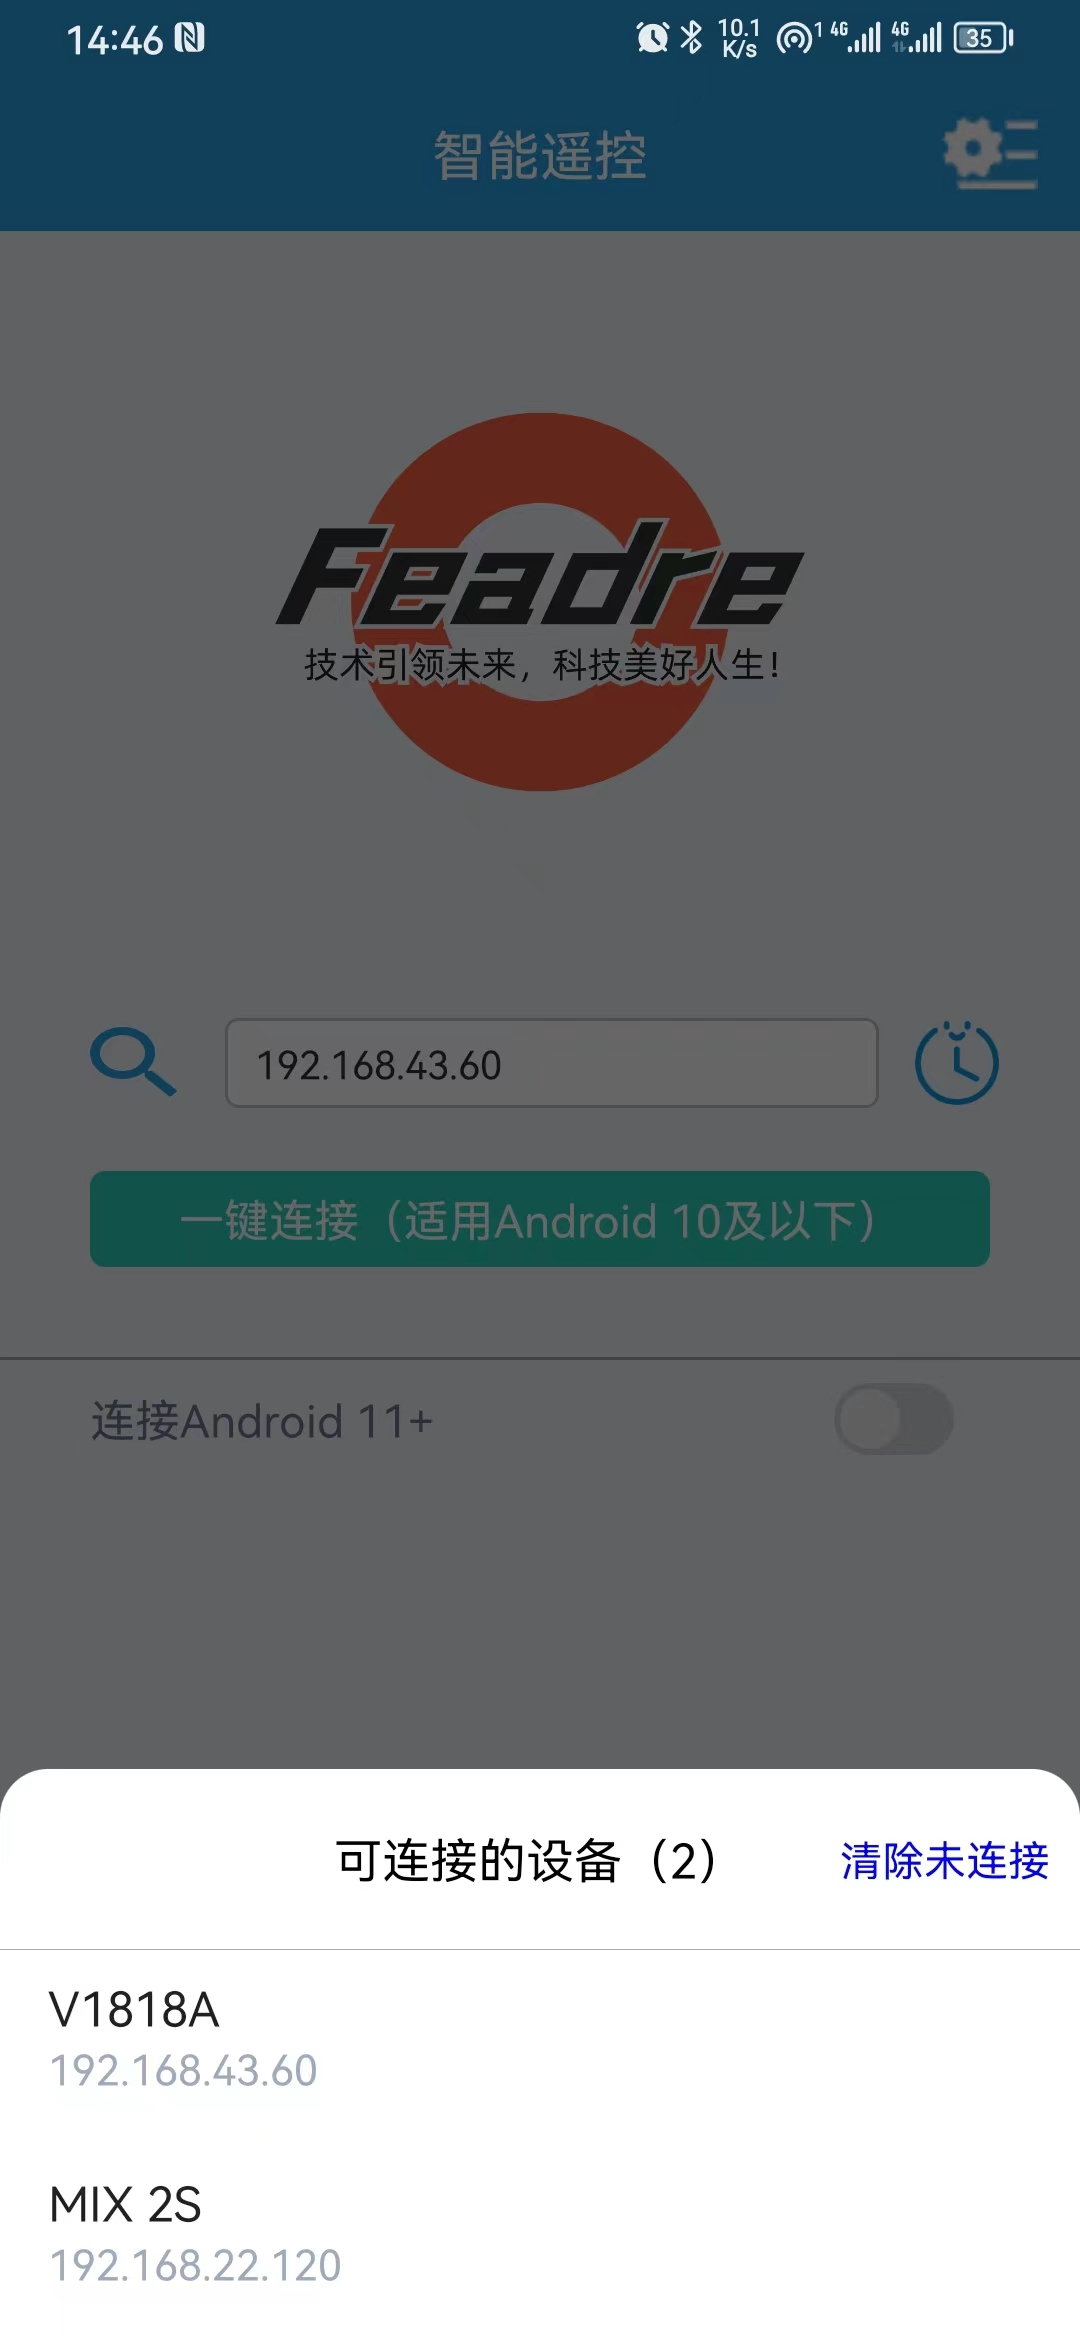 14:46
10.1 K/s
1
4G
4G
35
智能遥控
Feadre
技术引领未来，科技美好人生！
192.168.43.60
一键连接（适用Android 10及以下）
连接Android 11+
可连接的设备（2）
清除未连接
V1818A
192.168.43.60
MIX 2S
192.168.22.120